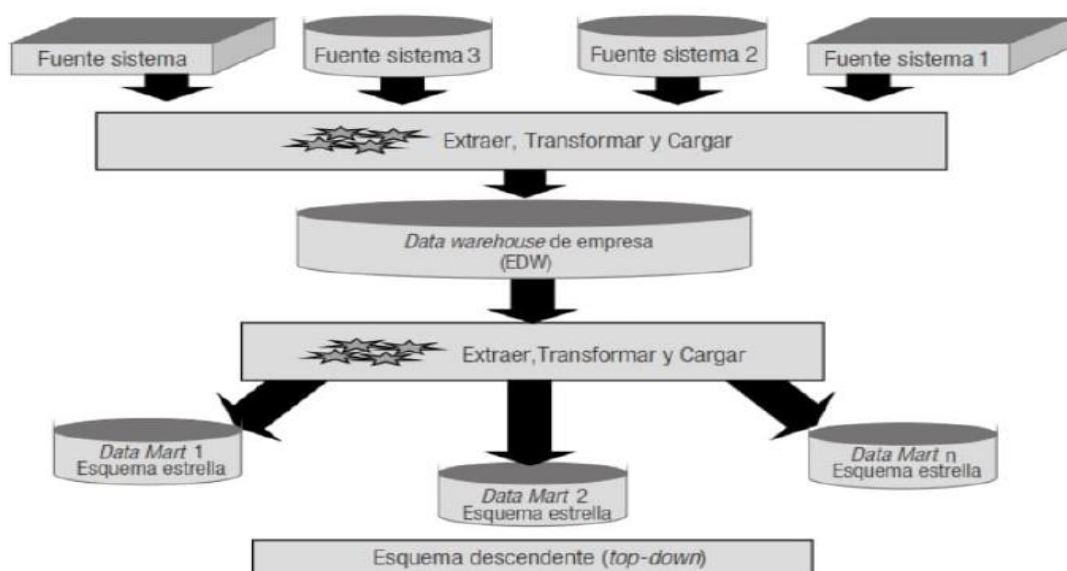 Fuente sistema
Fuente sistema 3
Fuente sistema 2
Fuente sistema 1
Extraer, Transformar y Cargar
Data warehouse de empresa
(EDW)
Extraer,Transformar y Cargar
Data Mart 1
Esquema estrella
Data Mart 2
Esquema estrella
Data Mart n
Esquema estrella
Esquema descendente (top-down)